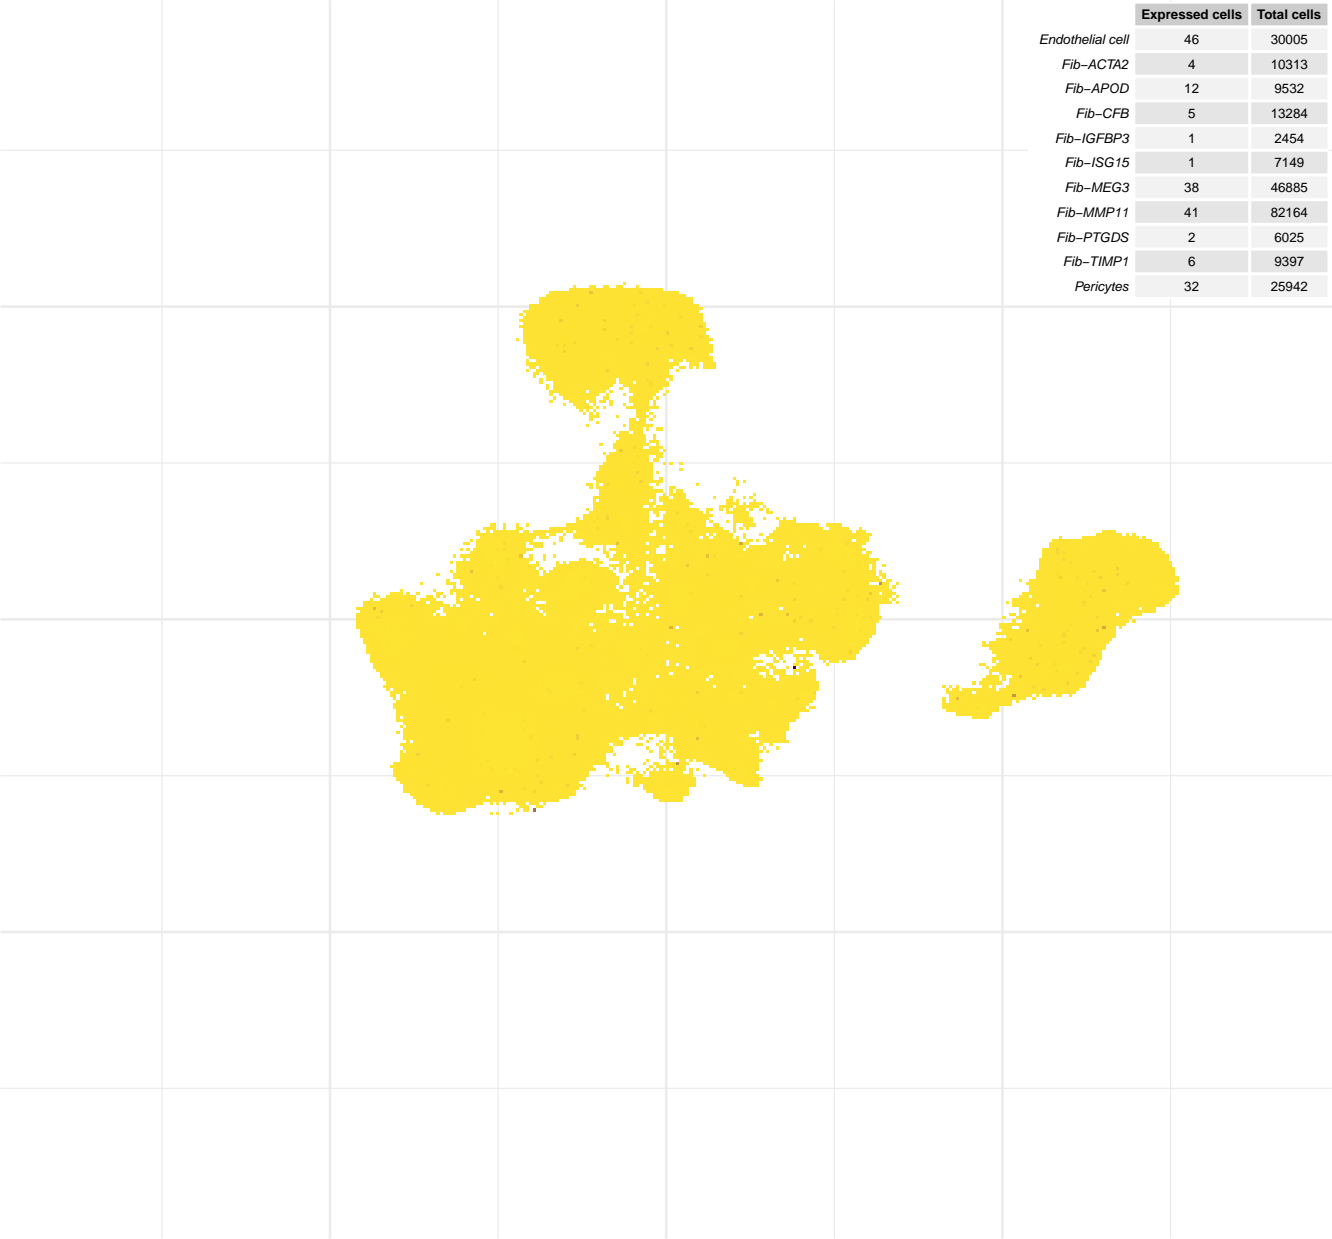 Expressed cells Total cells
Endothelial cell 46 30005
Fib−ACTA2 4 10313
Fib−APOD 12 9532
Fib−CFB 5 13284
Fib−IGFBP3 1 2454
Fib−ISG15 1 7149
Fib−MEG3 38 46885
Fib−MMP11 41 82164
Fib−PTGDS 2 6025
Fib−TIMP1 6 9397
Pericytes 32 25942